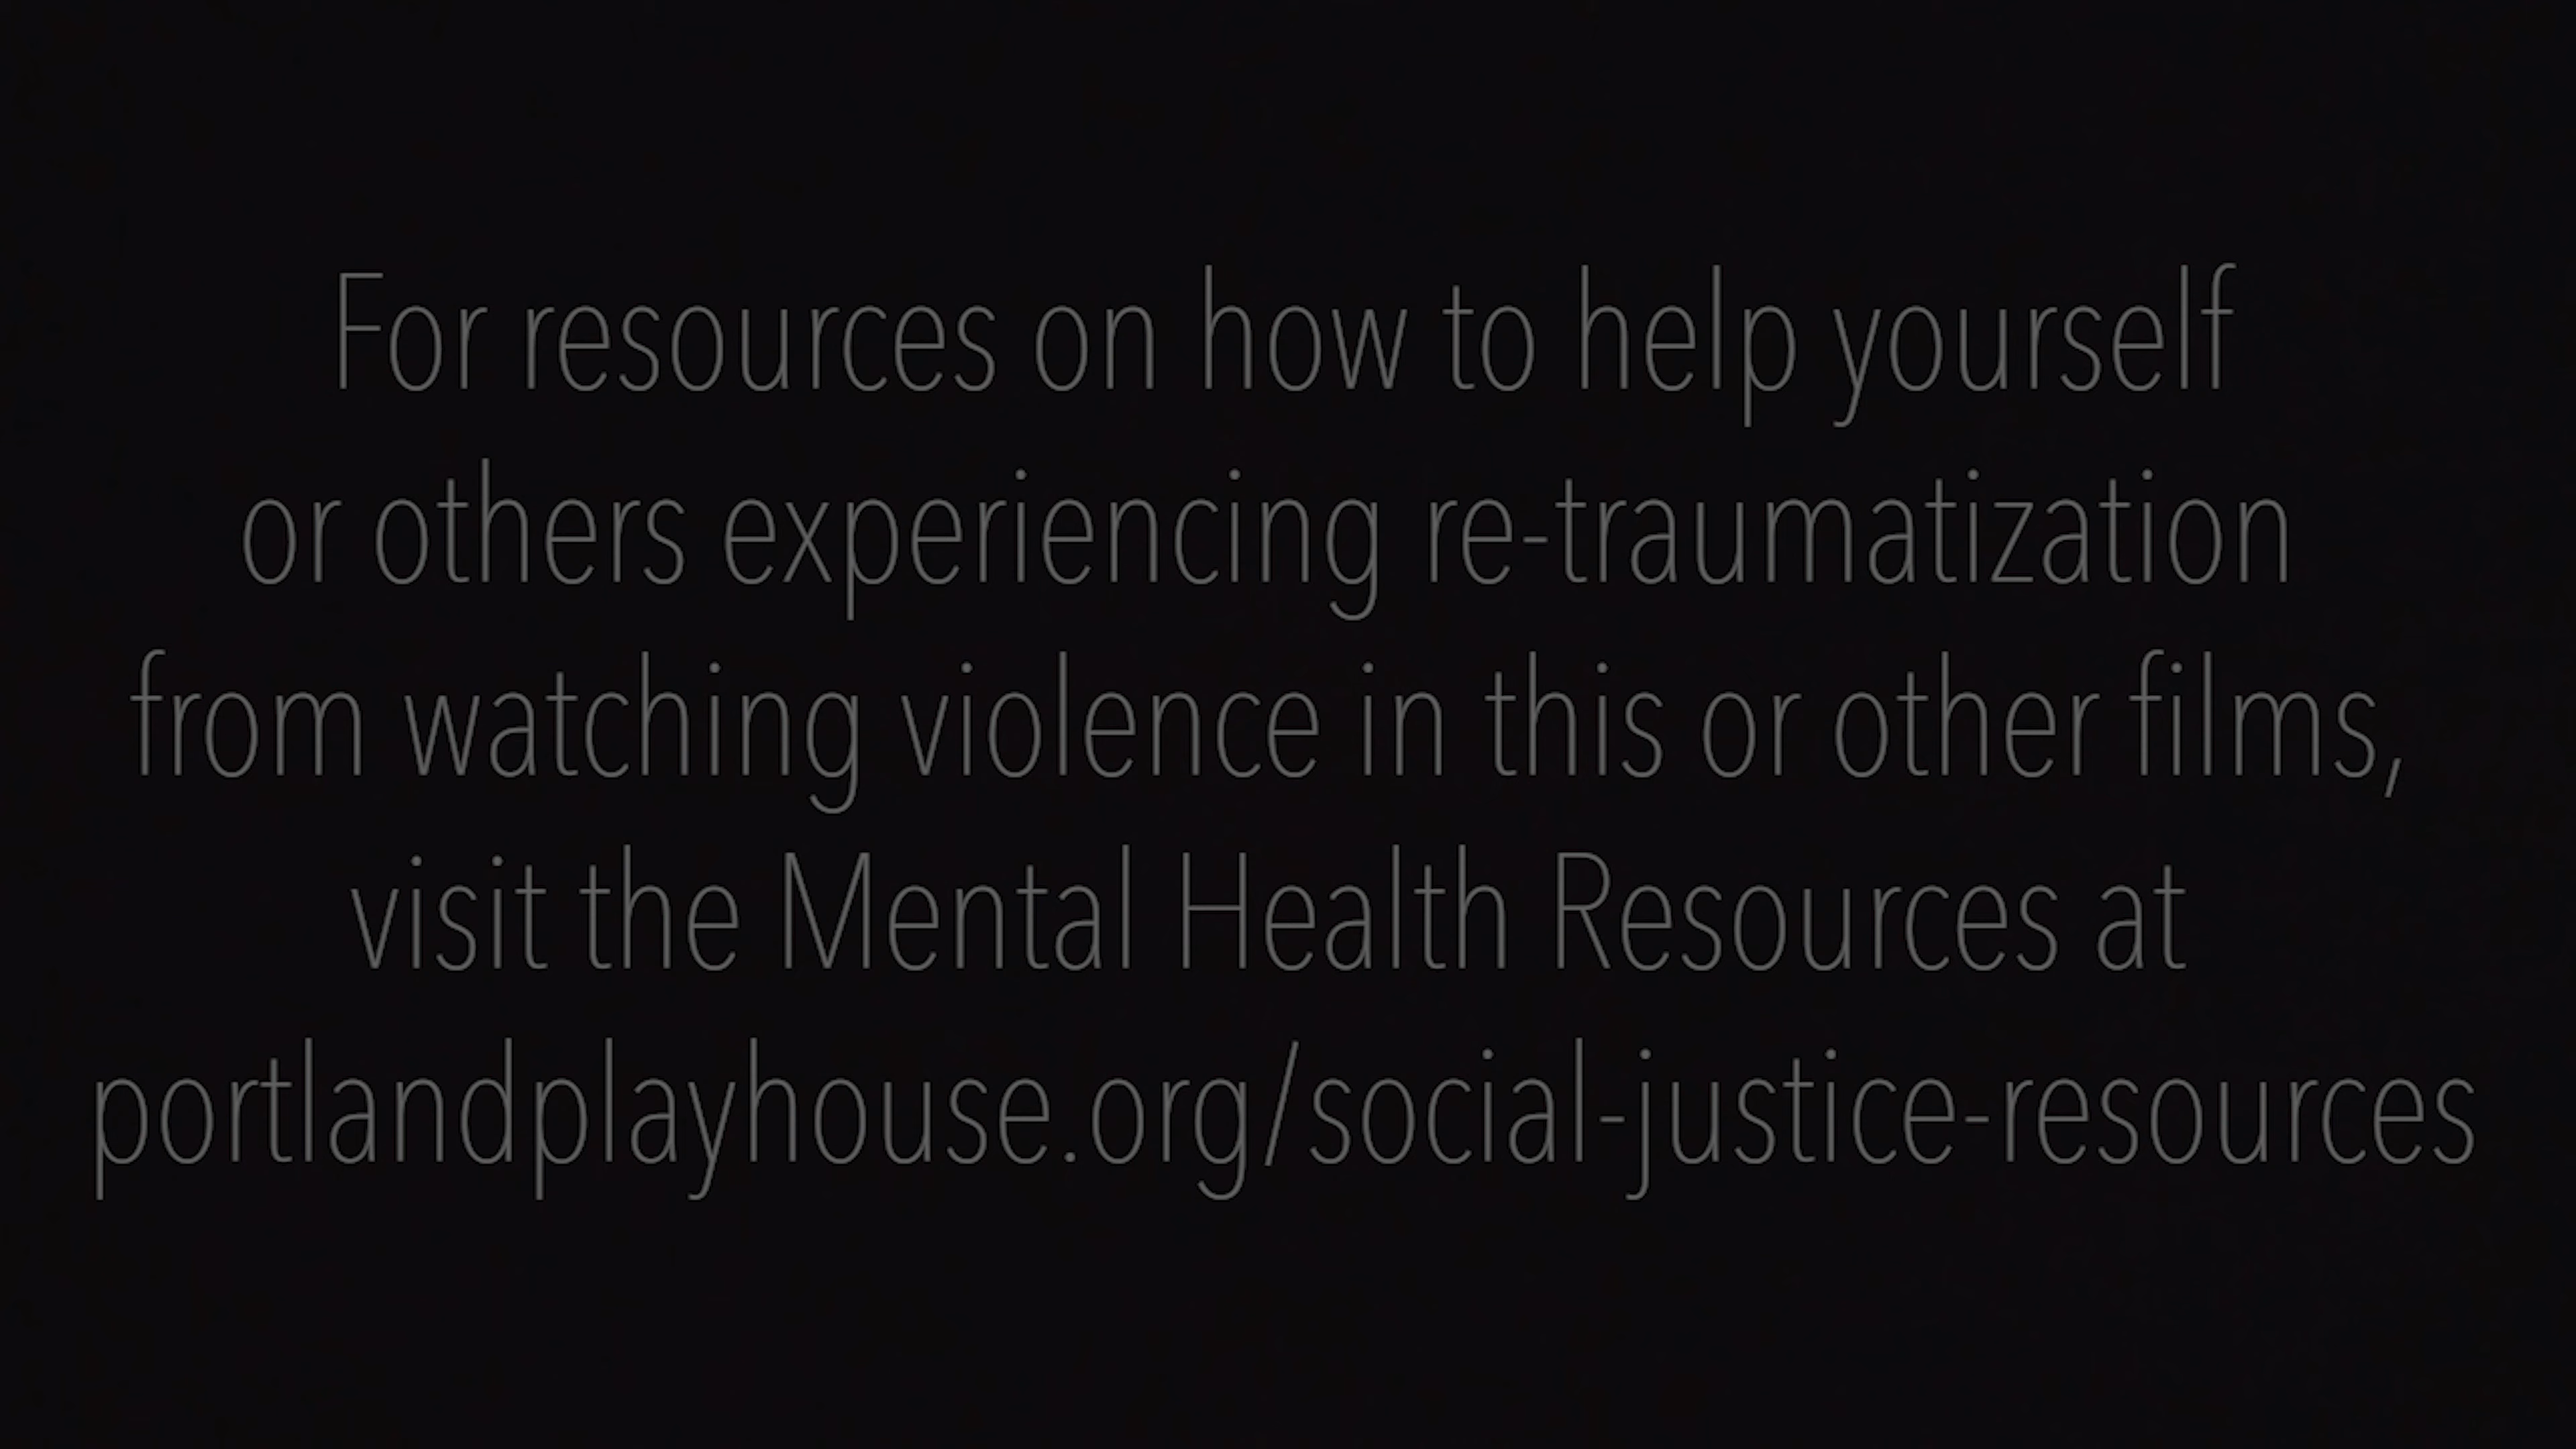 For resources on how to help yourself
or others experiencing re-traumatization
from watching violence in this or other films,
visit the Mental Health Resources at
portlandplayhouse.org/social-justice-resources